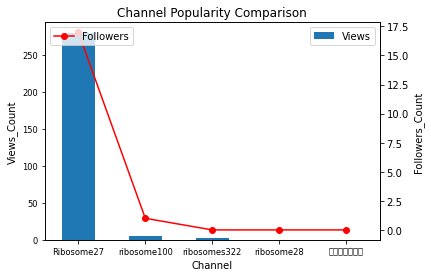 Channel Popularity Comparison
Followers
Views
250
200
150
100
50
0
17.5
15.0
12.5
10.0
7.5
5.0
2.5
0.0
Views_Count
Followers_Count
Ribosome27 ribosome100 ribosomes322 ribosome28
Channel